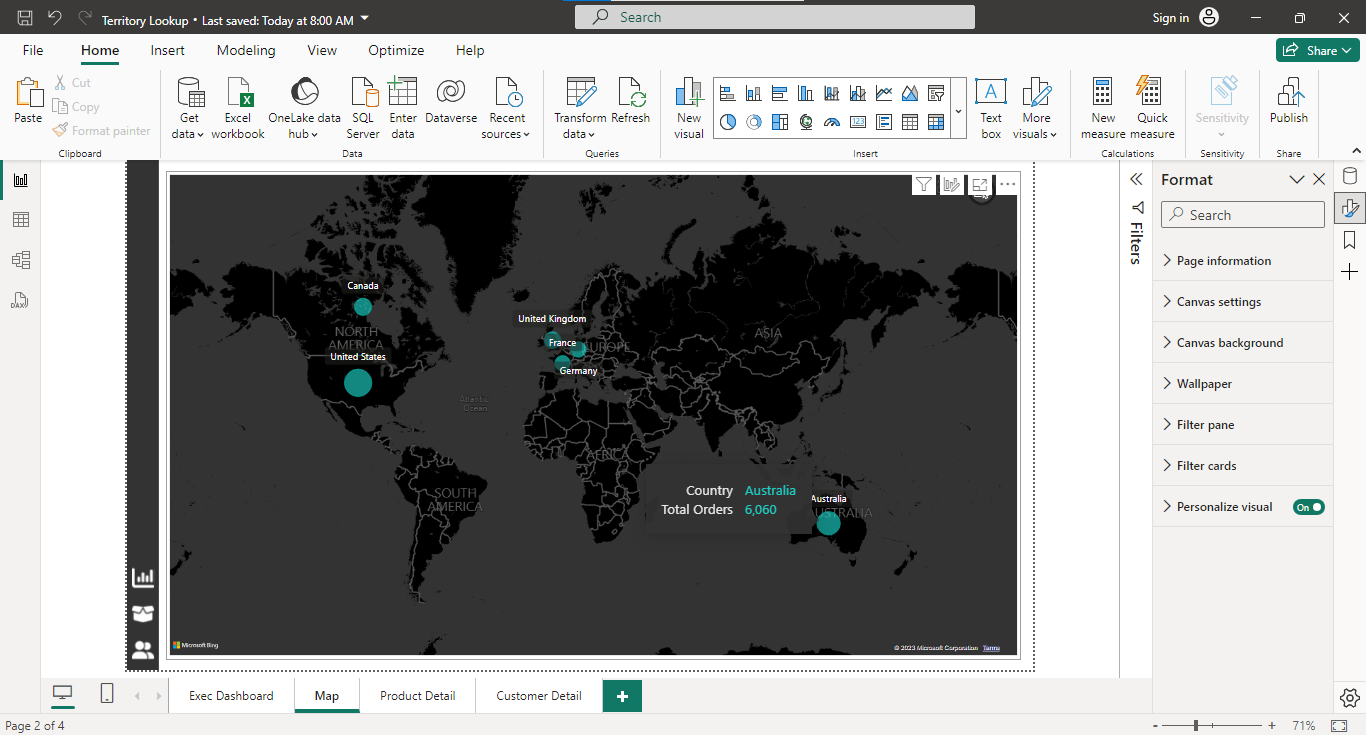 Territory Lookup • Last saved: Today at 8:00 AM
Search
Sign in
File
Home
Insert
Modeling
View
Optimize
Help
Share
Paste
Cut
Copy
Format painter
Clipboard
Get data
Excel workbook
OneLake data hub
SQL Server
Enter data
Dataverse
Recent sources
Data
Transform data
Refresh
Queries
New visual
123
A
Text box
More visuals
Insert
New measure
Quick measure
Calculations
Sensitivity
Sensitivity
Publish
Share
DAX
Canada
NORTH
AMERICA
United States
United Kingdom
France
EUROPE
Germany
ASIA
Atlantic
Ocean
AFRICA
SOUTH
AMERICA
Country Australia
Total Orders 6,060
Australia
AUSTRALIA
Microsoft Bing
© 2023 Microsoft Corporation Terms
Filters
Format
Search
Page information
Canvas settings
Canvas background
Wallpaper
Filter pane
Filter cards
Personalize visual
On
Exec Dashboard
Map
Product Detail
Customer Detail
+
Page 2 of 4
- + 71%